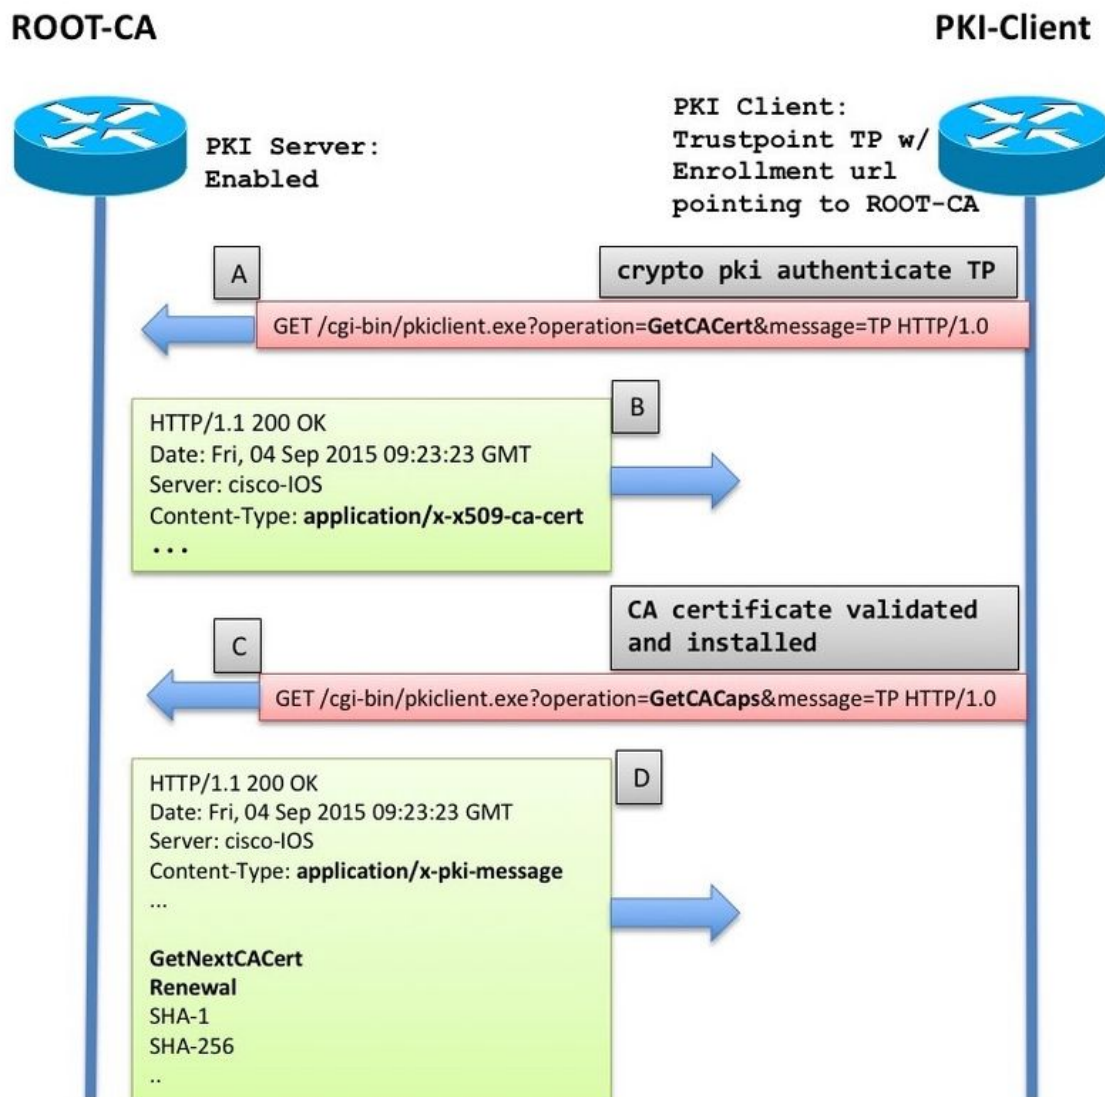 ROOT-CA
PKI-Client
PKI Server:
Enabled
PKI Client:
Trustpoint TP w/
Enrollment url
pointing to ROOT-CA
A
crypto pki authenticate TP
GET /cgi-bin/pkiclient.exe?operation=GetCACert&message=TP HTTP/1.0
B
HTTP/1.1 200 OK
Date: Fri, 04 Sep 2015 09:23:23 GMT
Server: cisco-IOS
Content-Type: application/x-x509-ca-cert
...
CA certificate validated
and installed
C
GET /cgi-bin/pkiclient.exe?operation=GetCACaps&message=TP HTTP/1.0
D
HTTP/1.1 200 OK
Date: Fri, 04 Sep 2015 09:23:23 GMT
Server: cisco-IOS
Content-Type: application/x-pki-message
...
GetNextCACert
Renewal
SHA-1
SHA-256
..